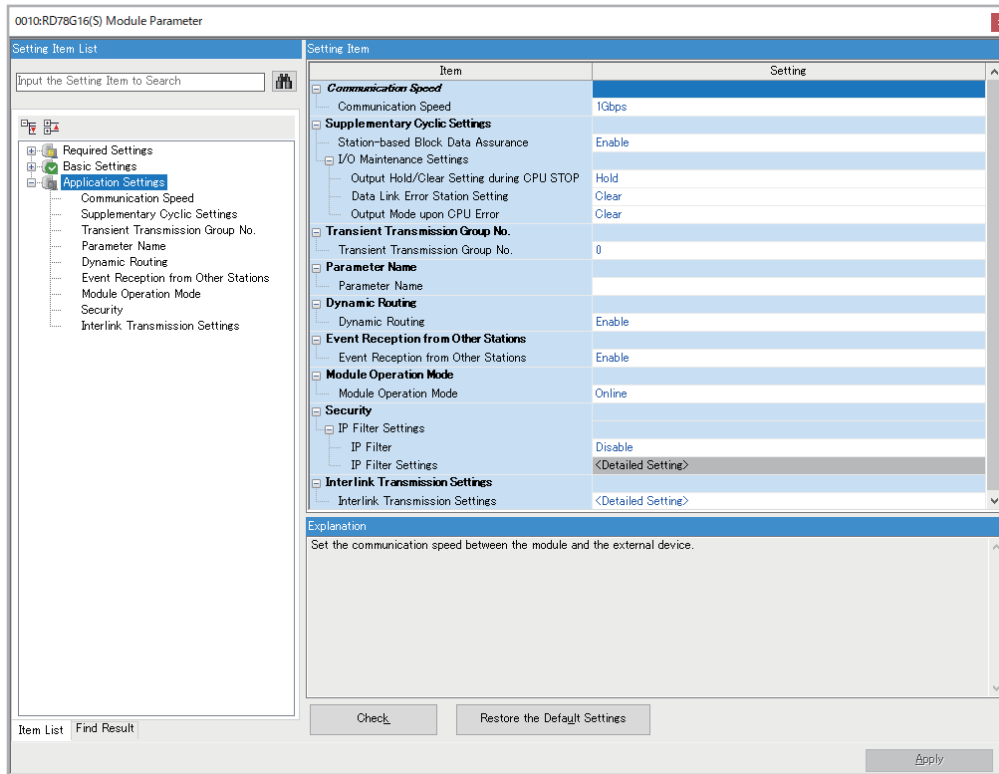 0010:RD78G16(S) Module Parameter
Setting Item List
Input the Setting Item to Search
Required Settings
Basic Settings
Application Settings
Communication Speed
Supplementary Cyclic Settings
Transient Transmission Group No.
Parameter Name
Dynamic Routing
Event Reception from Other Stations
Module Operation Mode
Security
Interlink Transmission Settings
Item List Find Result
Setting Item
Item Setting
Communication Speed
Communication Speed 1Gbps
Supplementary Cyclic Settings
Station-based Block Data Assurance Enable
I/O Maintenance Settings
Output Hold/Clear Setting during CPU STOP Hold
Data Link Error Station Setting Clear
Output Mode upon CPU Error Clear
Transient Transmission Group No.
Transient Transmission Group No. 0
Parameter Name
Parameter Name
Dynamic Routing
Dynamic Routing Enable
Event Reception from Other Stations
Event Reception from Other Stations Enable
Module Operation Mode
Module Operation Mode Online
Security
IP Filter Settings
IP Filter Disable
IP Filter Settings <Detailed Setting>
Interlink Transmission Settings
Interlink Transmission Settings <Detailed Setting>
Explanation
Set the communication speed between the module and the external device.
Check Restore the Default Settings
Apply